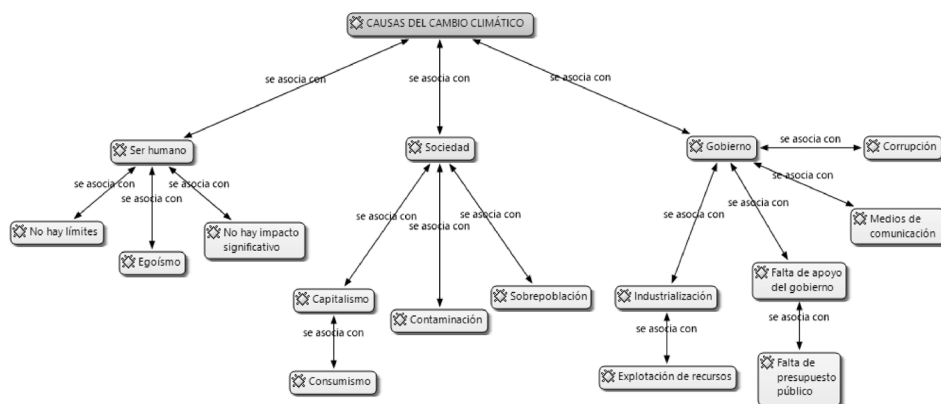 CAUSAS DEL CAMBIO CLIMÁTICO
se asocia con
se asocia con
se asocia con
Ser humano
Sociedad
Gobierno
se asocia con
Corrupción
se asocia con
se asocia con
se asocia con
No hay límites
Egoísmo
No hay impacto
significativo
se asocia con
se asocia con
se asocia con
Capitalismo
Contaminación
Sobrepoblación
se asocia con
Consumismo
se asocia con
se asocia con
se asocia con
Medios de
comunicación
Industrialización
Falta de apoyo
del gobierno
se asocia con
se asocia con
Explotación de recursos
Falta de
presupuesto
público